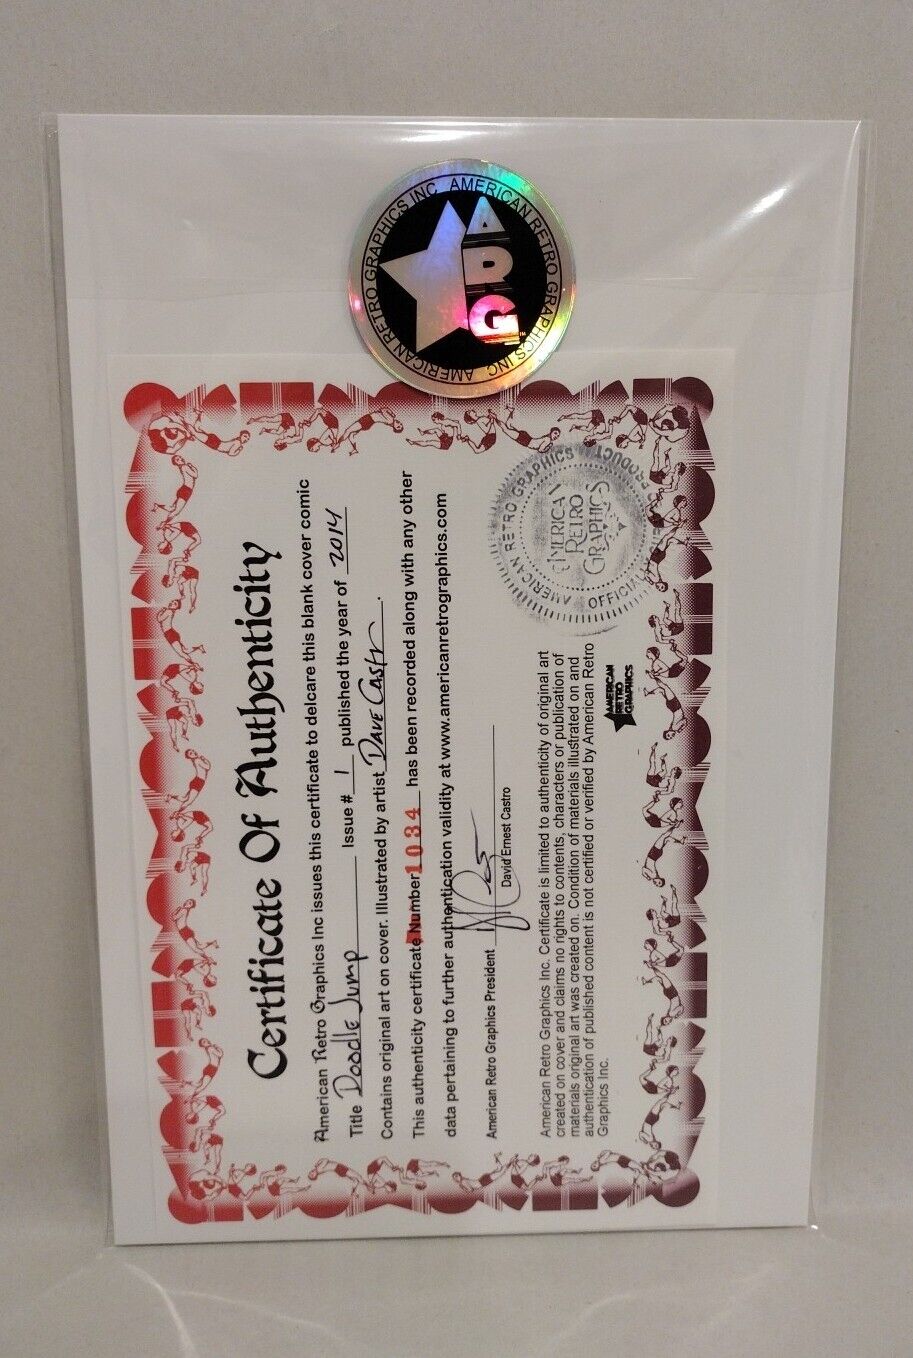 AMERICAN RETRO GRAPHICS INC. AMERICAN RETRO GRAPHICS INC.
ARG
TM
Certificate Of Authenticity
American Retro Graphics Inc issues this certificate to delcare this blank cover comic
Title Doodle Jump Issue # 1 published the year of 2014
Contains original art on cover. Illustrated by artist Dave Castr.
This authenticity certificate Number 1034 has been recorded along with any other
data pertaining to further authentication validity at www.americanretrographics.com
American Retro Graphics President
David Ernest Castro
American Retro Graphics Inc. Certificate is limited to authenticity of original art
created on cover and claims no rights to contents, characters or publication of
materials original art was created on. Condition of materials illustrated on and
authentication of published content is not certified or verified by American Retro
Graphics Inc.
AMERICAN
RETRO
GRAPHICS
AMERICAN RETRO GRAPHICS
OFFICIAL
PRODUCT
AMERICAN
RETRO
GRAPHICS